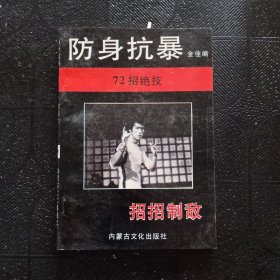 防身抗暴 全佳编
72招绝技
招招制敌
内蒙古文化出版社